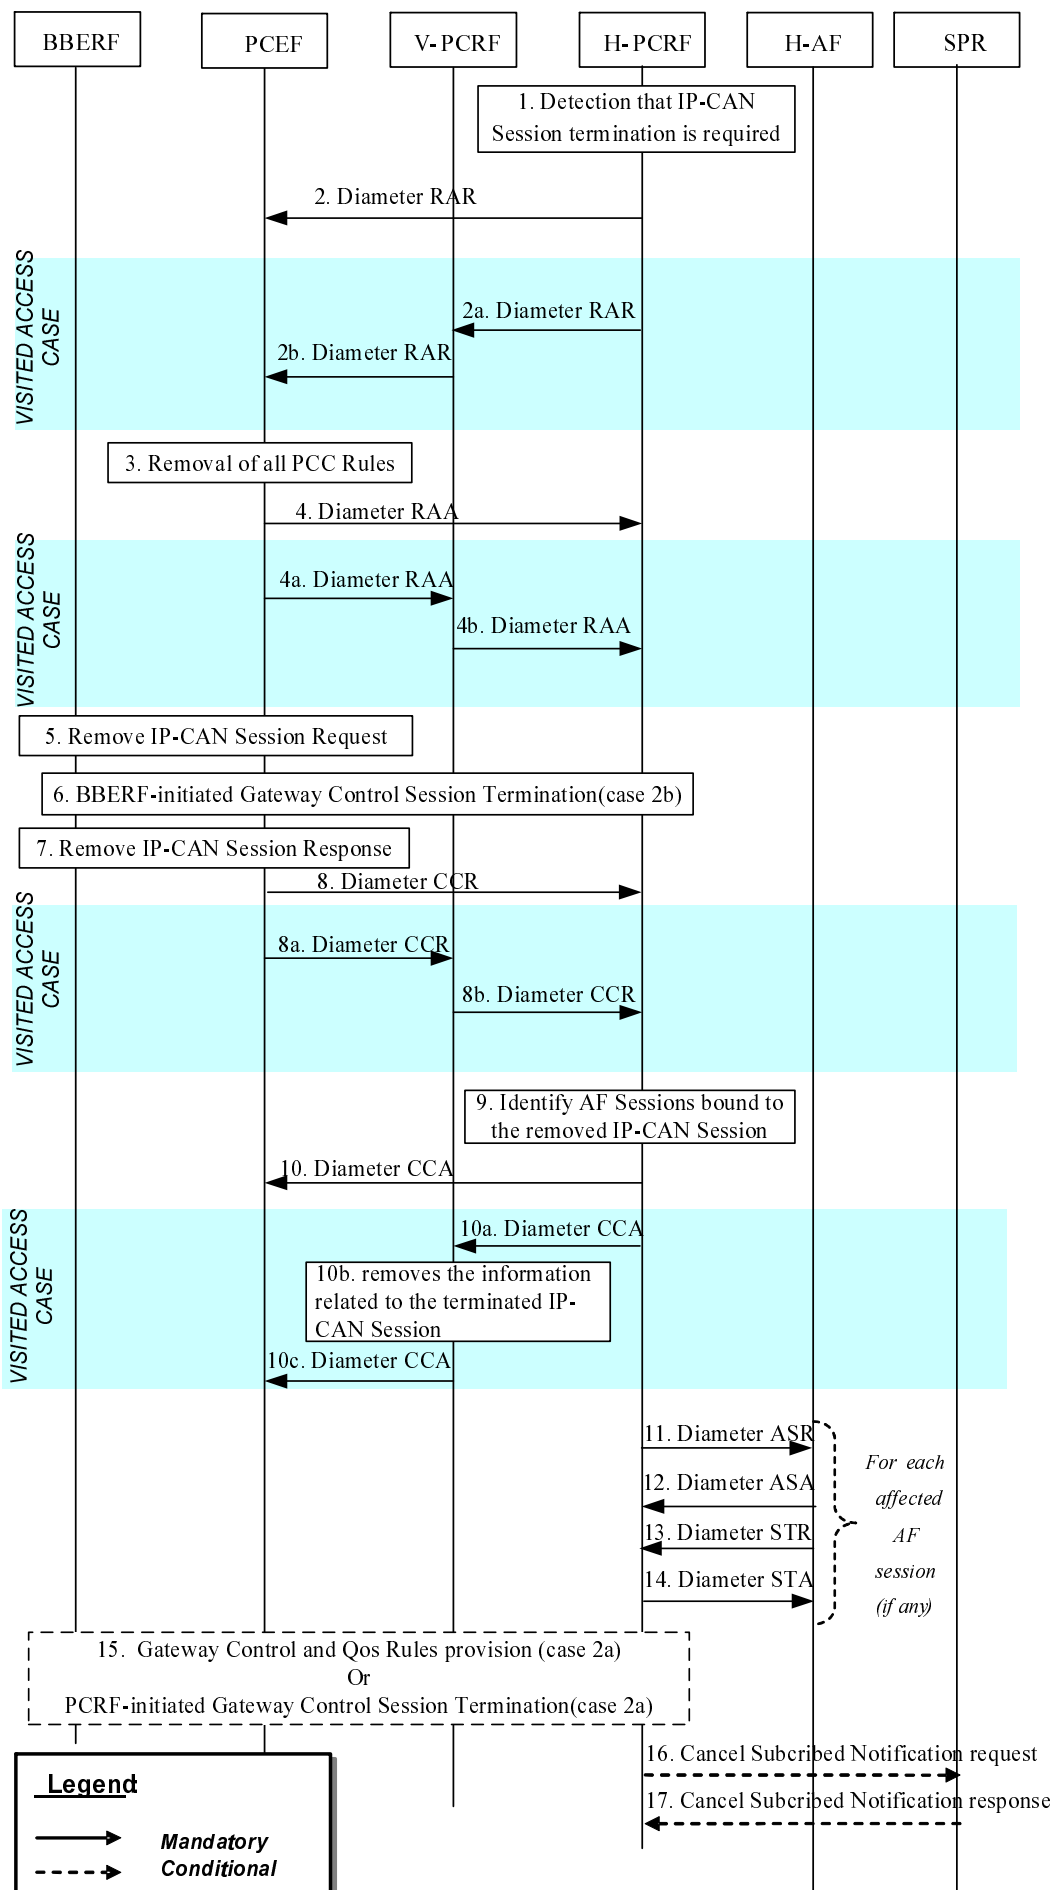 BBERF
PCEF
V-PCRF
H-PCRF
H-AF
SPR
1. Detection that IP-CAN
Session termination is required
2. Diameter RAR
VISITED ACCESS
CASE
2a. Diameter RAR
2b. Diameter RAR
3. Removal of all PCC Rules
4. Diameter RAA
VISITED ACCESS
CASE
4a. Diameter RAA
4b. Diameter RAA
5. Remove IP-CAN Session Request
6. BBERF-initiated Gateway Control Session Termination(case 2b)
7. Remove IP-CAN Session Response
8. Diameter CCR
VISITED ACCESS
CASE
8a. Diameter CCR
8b. Diameter CCR
9. Identify AF Sessions bound to
the removed IP-CAN Session
10. Diameter CCA
VISITED ACCESS
CASE
10a. Diameter CCA
10b. removes the information
related to the terminated IP-
CAN Session
10c. Diameter CCA
11. Diameter ASR
12. Diameter ASA
13. Diameter STR
14. Diameter STA
For each
affected
AF
session
(if any)
15. Gateway Control and Qos Rules provision (case 2a)
Or
PCRF-initiated Gateway Control Session Termination(case 2a)
16. Cancel Subcribed Notification request
17. Cancel Subcribed Notification response
Legend:
Mandatory
Conditional